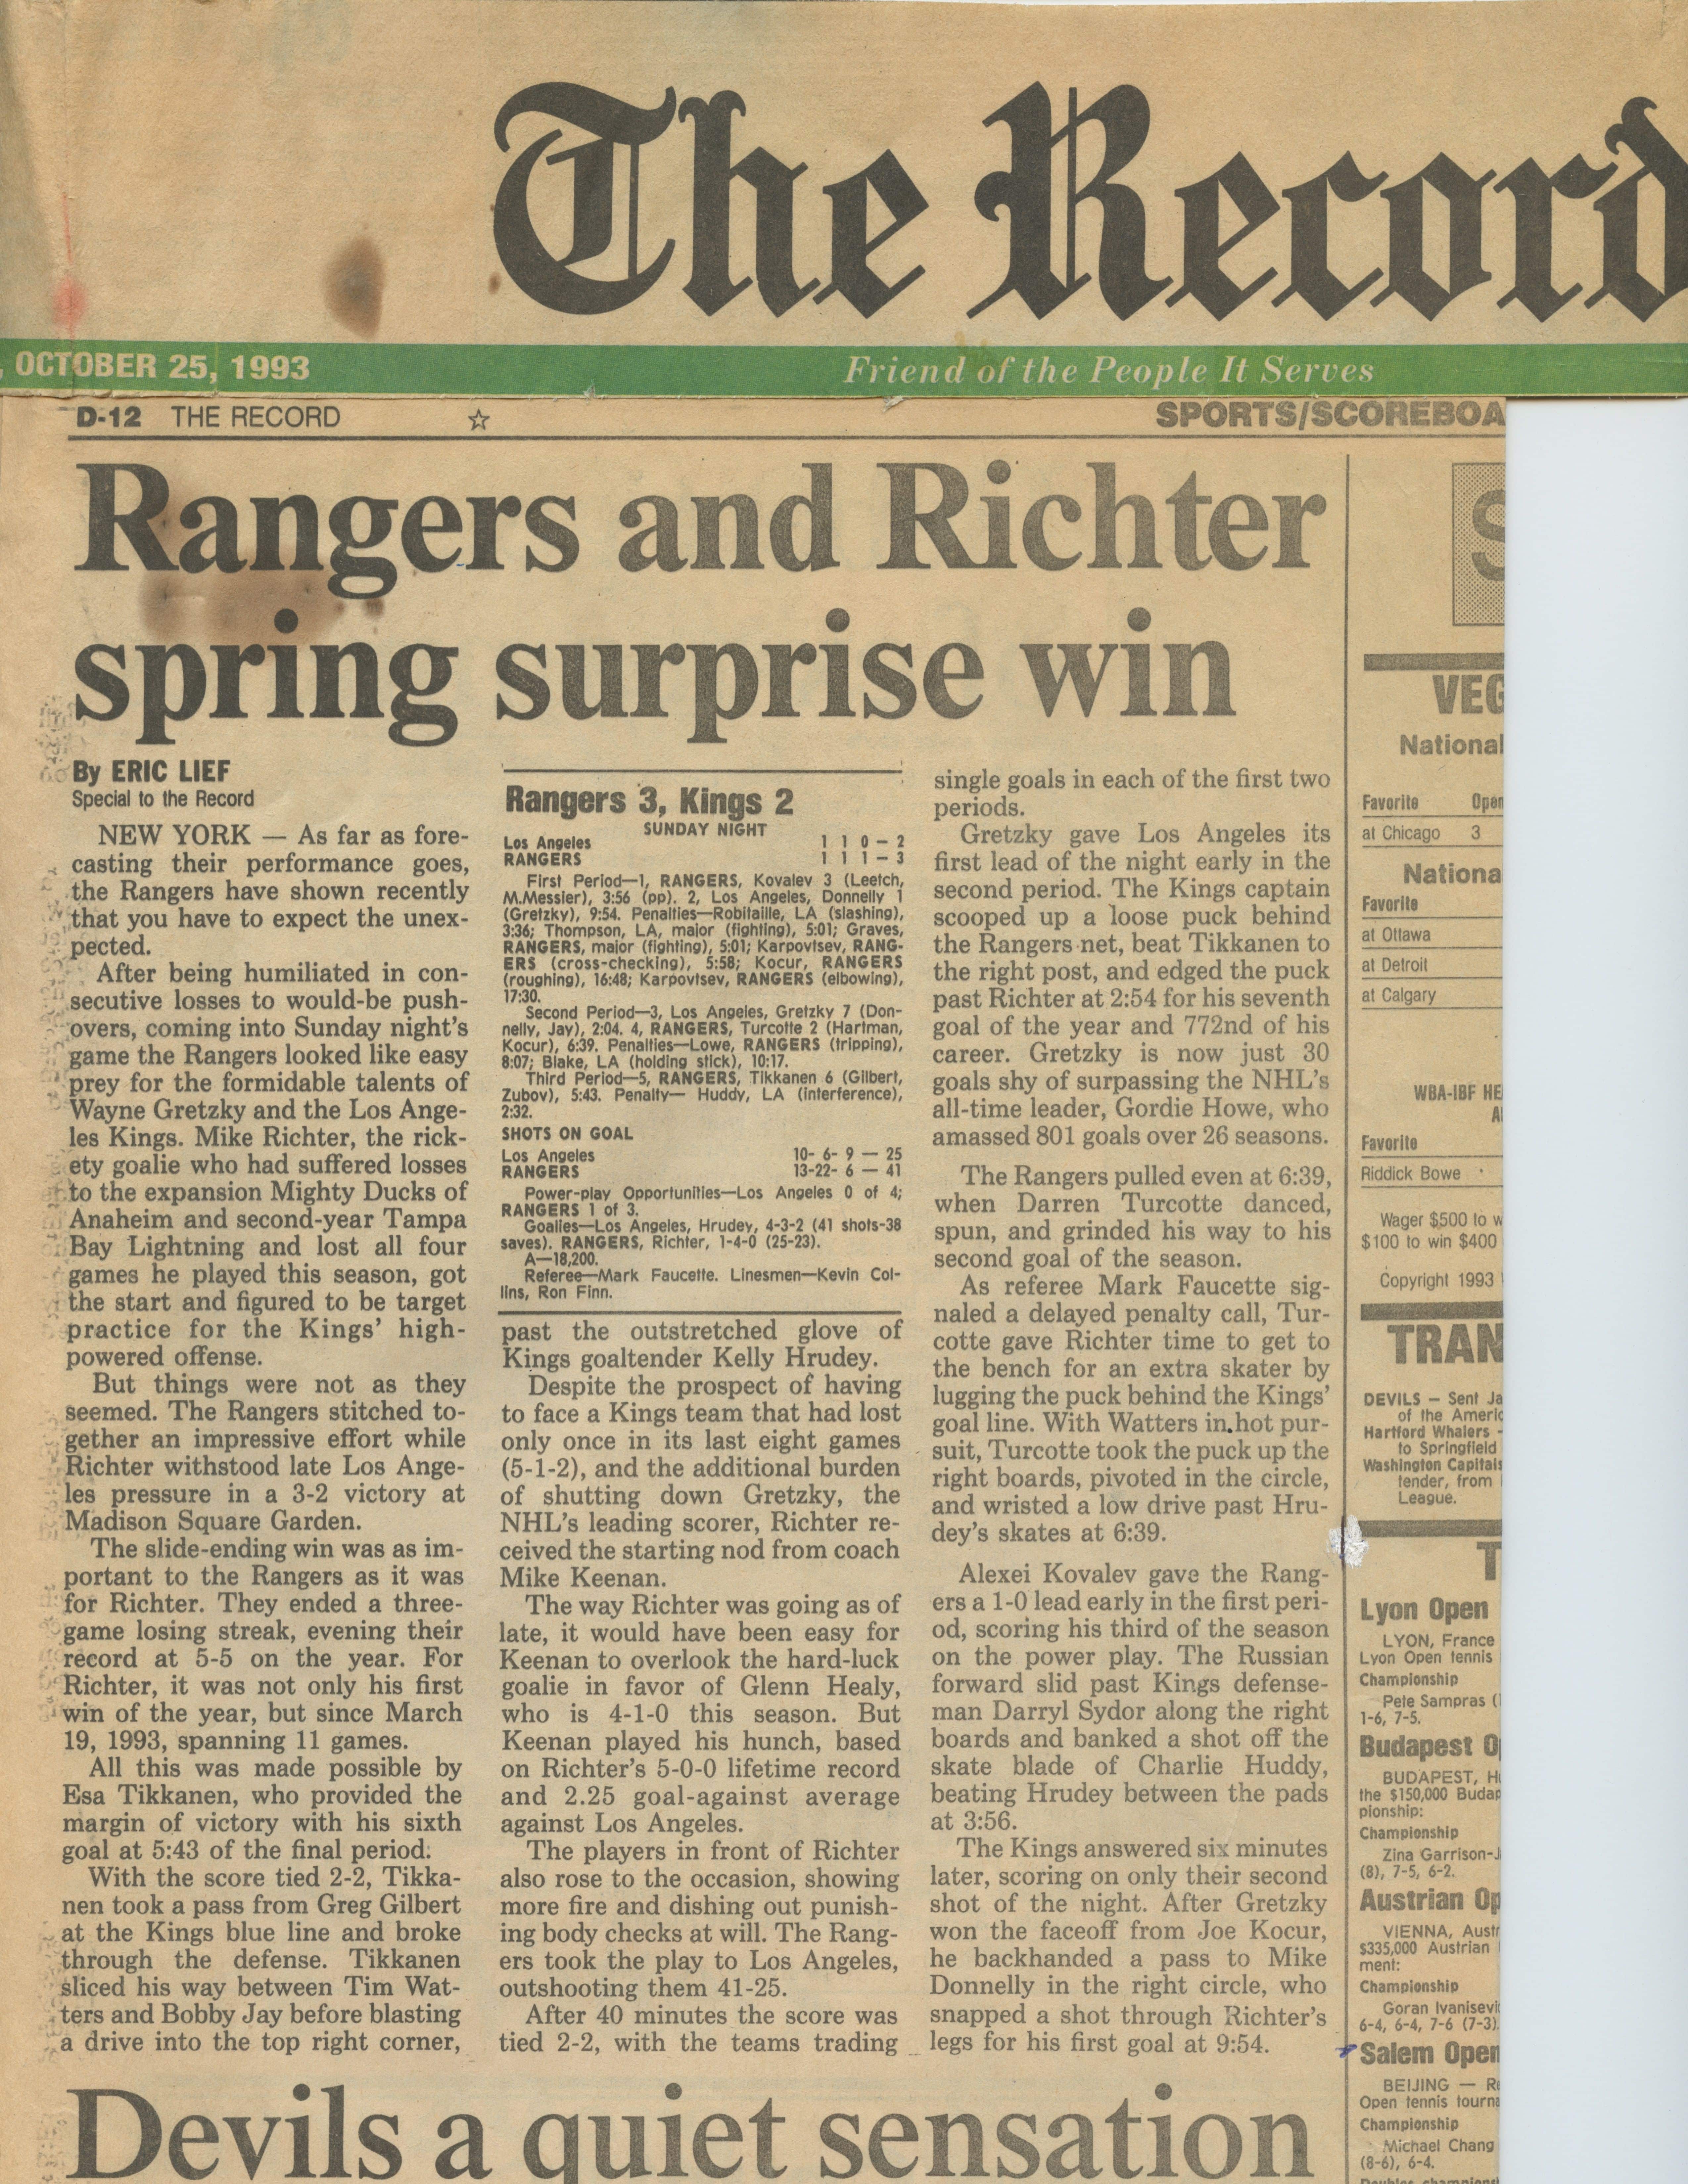 The Record
, OCTOBER 25, 1993
Friend of the People It Serves
D-12 THE RECORD
☆
SPORTS/SCOREBOA
Rangers and Richter
spring surprise win
By ERIC LIEF
Special to the Record
NEW YORK — As far as fore-
casting their performance goes,
the Rangers have shown recently
that you have to expect the unex-
pected.
After being humiliated in con-
secutive losses to would-be push-
overs, coming into Sunday night's
game the Rangers looked like easy
prey for the formidable talents of
Wayne Gretzky and the Los Ange-
les Kings. Mike Richter, the rick-
ety goalie who had suffered losses
to the expansion Mighty Ducks of
Anaheim and second-year Tampa
Bay Lightning and lost all four
games he played this season, got
the start and figured to be target
practice for the Kings' high-
powered offense.
But things were not as they
seemed. The Rangers stitched to-
gether an impressive effort while
Richter withstood late Los Ange-
les pressure in a 3-2 victory at
Madison Square Garden.
The slide-ending win was as im-
portant to the Rangers as it was
for Richter. They ended a three-
game losing streak, evening their
record at 5-5 on the year. For
Richter, it was not only his first
win of the year, but since March
19, 1993, spanning 11 games.
All this was made possible by
Esa Tikkanen, who provided the
margin of victory with his sixth
goal at 5:43 of the final period.
With the score tied 2-2, Tikka-
nen took a pass from Greg Gilbert
at the Kings blue line and broke
through the defense. Tikkanen
sliced his way between Tim Wat-
ters and Bobby Jay before blasting
a drive into the top right corner,
Rangers 3, Kings 2
SUNDAY NIGHT
Los Angeles 1 1 0 — 2
RANGERS 1 1 1 — 3
First Period—1, RANGERS, Kovalev 3 (Leetch,
M.Messier), 3:56 (pp). 2, Los Angeles, Donnelly 1
(Gretzky), 9:54. Penalties—Robitaille, LA (slashing),
3:36; Thompson, LA, major (fighting), 5:01; Graves,
RANGERS, major (fighting), 5:01; Karpovtsev, RANG-
ERS (cross-checking), 5:58; Kocur, RANGERS
(roughing), 16:48; Karpovtsev, RANGERS (elbowing),
17:30.
Second Period—3, Los Angeles, Gretzky 7 (Don-
nelly, Jay), 2:04. 4, RANGERS, Turcotte 2 (Hartman,
Kocur), 6:39. Penalties—Lowe, RANGERS (tripping),
8:07; Blake, LA (holding stick), 10:17.
Third Period—5, RANGERS, Tikkanen 6 (Gilbert,
Zubov), 5:43. Penalty— Huddy, LA (interference),
2:32.
SHOTS ON GOAL
Los Angeles 10- 6- 9 — 25
RANGERS 13-22- 6 — 41
Power-play Opportunities—Los Angeles 0 of 4;
RANGERS 1 of 3.
Goalies—Los Angeles, Hrudey, 4-3-2 (41 shots-38
saves). RANGERS, Richter, 1-4-0 (25-23).
A—18,200.
Referee—Mark Faucette. Linesmen—Kevin Col-
lins, Ron Finn.
past the outstretched glove of
Kings goaltender Kelly Hrudey.
Despite the prospect of having
to face a Kings team that had lost
only once in its last eight games
(5-1-2), and the additional burden
of shutting down Gretzky, the
NHL's leading scorer, Richter re-
ceived the starting nod from coach
Mike Keenan.
The way Richter was going as of
late, it would have been easy for
Keenan to overlook the hard-luck
goalie in favor of Glenn Healy,
who is 4-1-0 this season. But
Keenan played his hunch, based
on Richter's 5-0-0 lifetime record
and 2.25 goal-against average
against Los Angeles.
The players in front of Richter
also rose to the occasion, showing
more fire and dishing out punish-
ing body checks at will. The Rang-
ers took the play to Los Angeles,
outshooting them 41-25.
After 40 minutes the score was
tied 2-2, with the teams trading
single goals in each of the first two
periods.
Gretzky gave Los Angeles its
first lead of the night early in the
second period. The Kings captain
scooped up a loose puck behind
the Rangers net, beat Tikkanen to
the right post, and edged the puck
past Richter at 2:54 for his seventh
goal of the year and 772nd of his
career. Gretzky is now just 30
goals shy of surpassing the NHL's
all-time leader, Gordie Howe, who
amassed 801 goals over 26 seasons.
The Rangers pulled even at 6:39,
when Darren Turcotte danced,
spun, and grinded his way to his
second goal of the season.
As referee Mark Faucette sig-
naled a delayed penalty call, Tur-
cotte gave Richter time to get to
the bench for an extra skater by
lugging the puck behind the Kings'
goal line. With Watters in hot pur-
suit, Turcotte took the puck up the
right boards, pivoted in the circle,
and wristed a low drive past Hru-
dey's skates at 6:39.
Alexei Kovalev gave the Rang-
ers a 1-0 lead early in the first peri-
od, scoring his third of the season
on the power play. The Russian
forward slid past Kings defense-
man Darryl Sydor along the right
boards and banked a shot off the
skate blade of Charlie Huddy,
beating Hrudey between the pads
at 3:56.
The Kings answered six minutes
later, scoring on only their second
shot of the night. After Gretzky
won the faceoff from Joe Kocur,
he backhanded a pass to Mike
Donnelly in the right circle, who
snapped a shot through Richter's
legs for his first goal at 9:54.
Devils a quiet sensation
S
VEG
National
Favorite Open
at Chicago 3
Nationa
Favorite
at Ottawa
at Detroit
at Calgary
WBA-IBF HE
A
Favorite
Riddick Bowe
Wager $500 to w
$100 to win $400
Copyright 1993
TRAN
DEVILS — Sent Ja
of the Americ
Hartford Whalers -
to Springfield
Washington Capitals
tender, from
League.
T
Lyon Open
LYON, France
Lyon Open tennis
Championship
Pete Sampras (
1-6, 7-5.
Budapest O
BUDAPEST, H
the $150,000 Budap
pionship:
Championship
Zina Garrison-J
(8), 7-5, 6-2.
Austrian Op
VIENNA, Austr
$335,000 Austrian
ment:
Championship
Goran Ivanisevi
6-4, 6-4, 7-6 (7-3).
Salem Open
BEIJING — R
Open tennis tourna
Championship
Michael Chang
(8-6), 6-4.